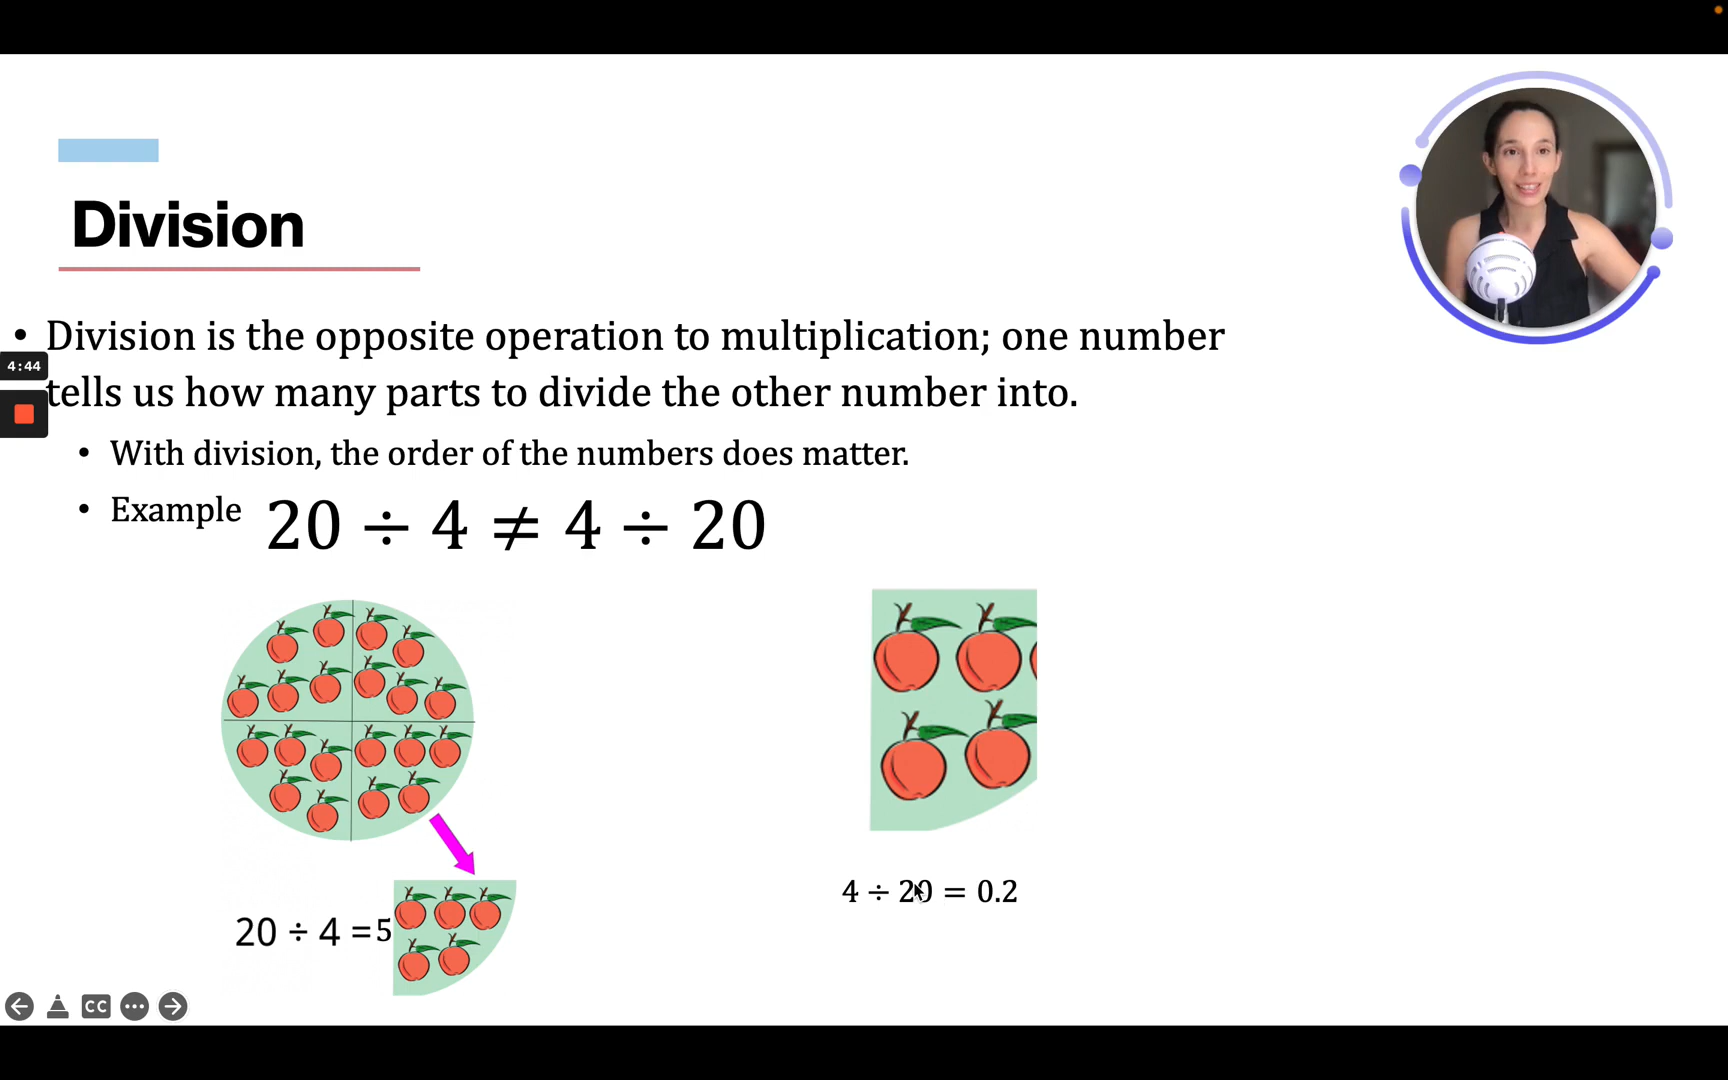 Division
• Division is the opposite operation to multiplication; one number
4:44
tells us how many parts to divide the other number into.
• With division, the order of the numbers does matter.
• Example 20 ÷ 4 ≠ 4 ÷ 20
4 ÷ 20 = 0.2
20 ÷ 4 =5
CC